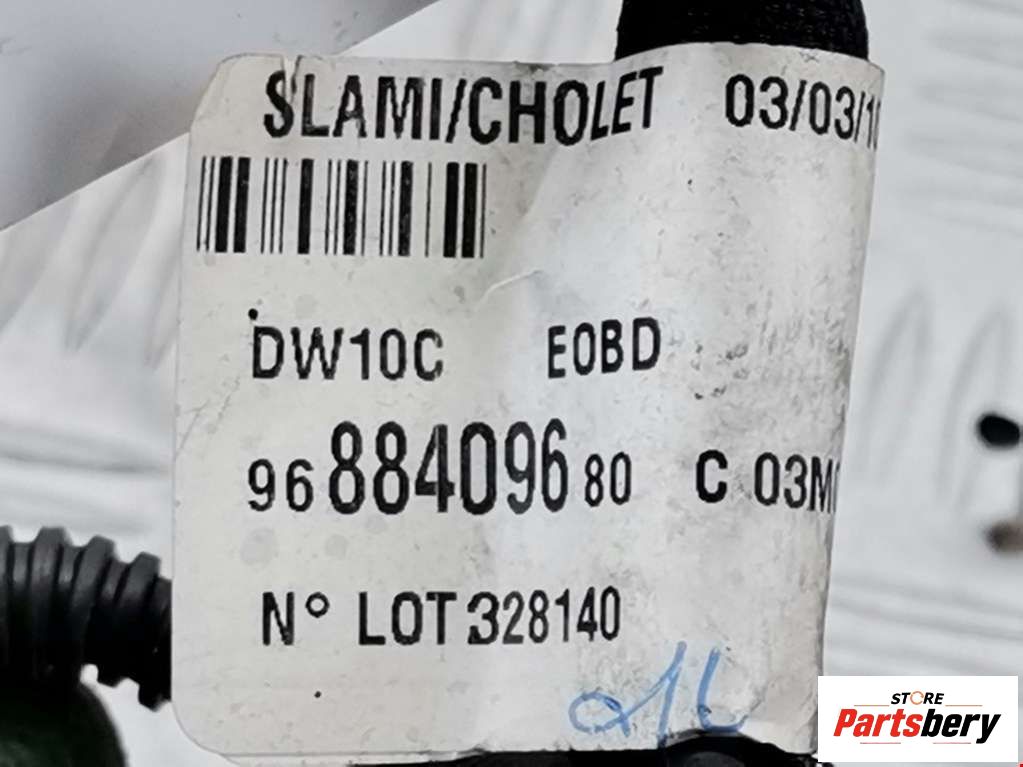 SLAMI/CHOLET 03/03/1
DW10C EOBD
96 884096 80 C 03M
N° LOT 328140
STORE
Partsbery